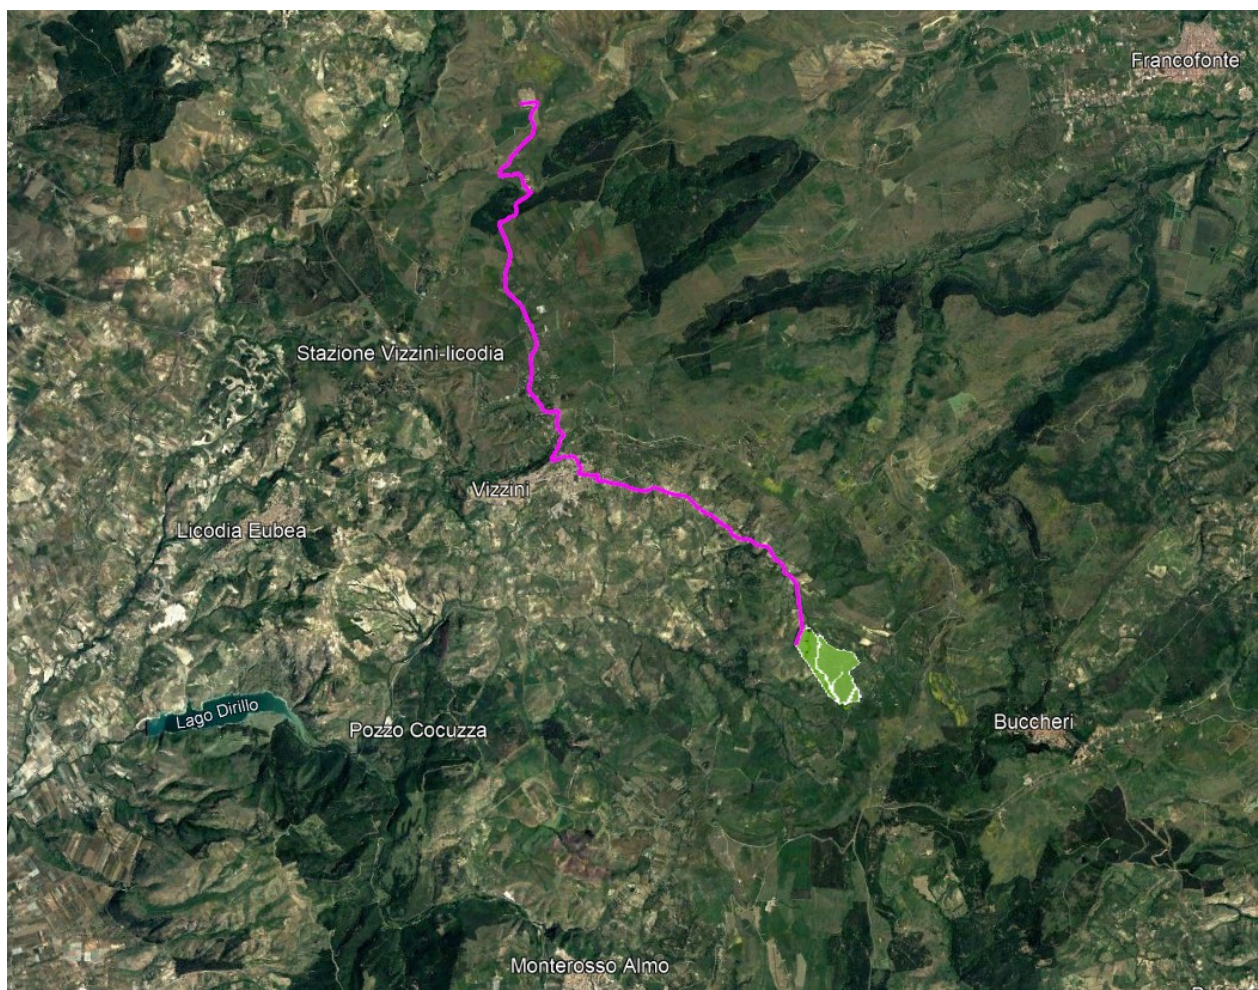 Francofonte
Stazione Vizzini-licodia
Vizzini
Licodia Eubea
Lago Dirillo
Buccheri
Pozzo Cocuzza
Monterosso Almo